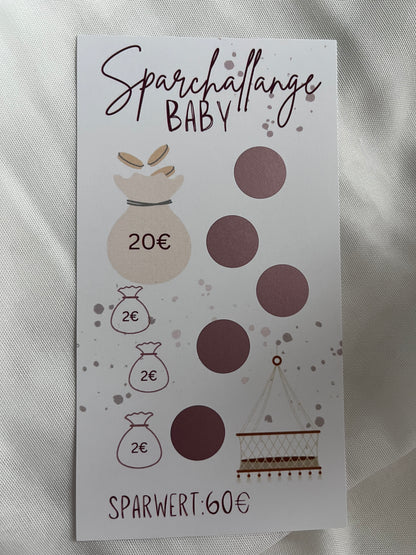 Sparchallange
BABY
20€
2€
2€
2€
SPARWERT:60€